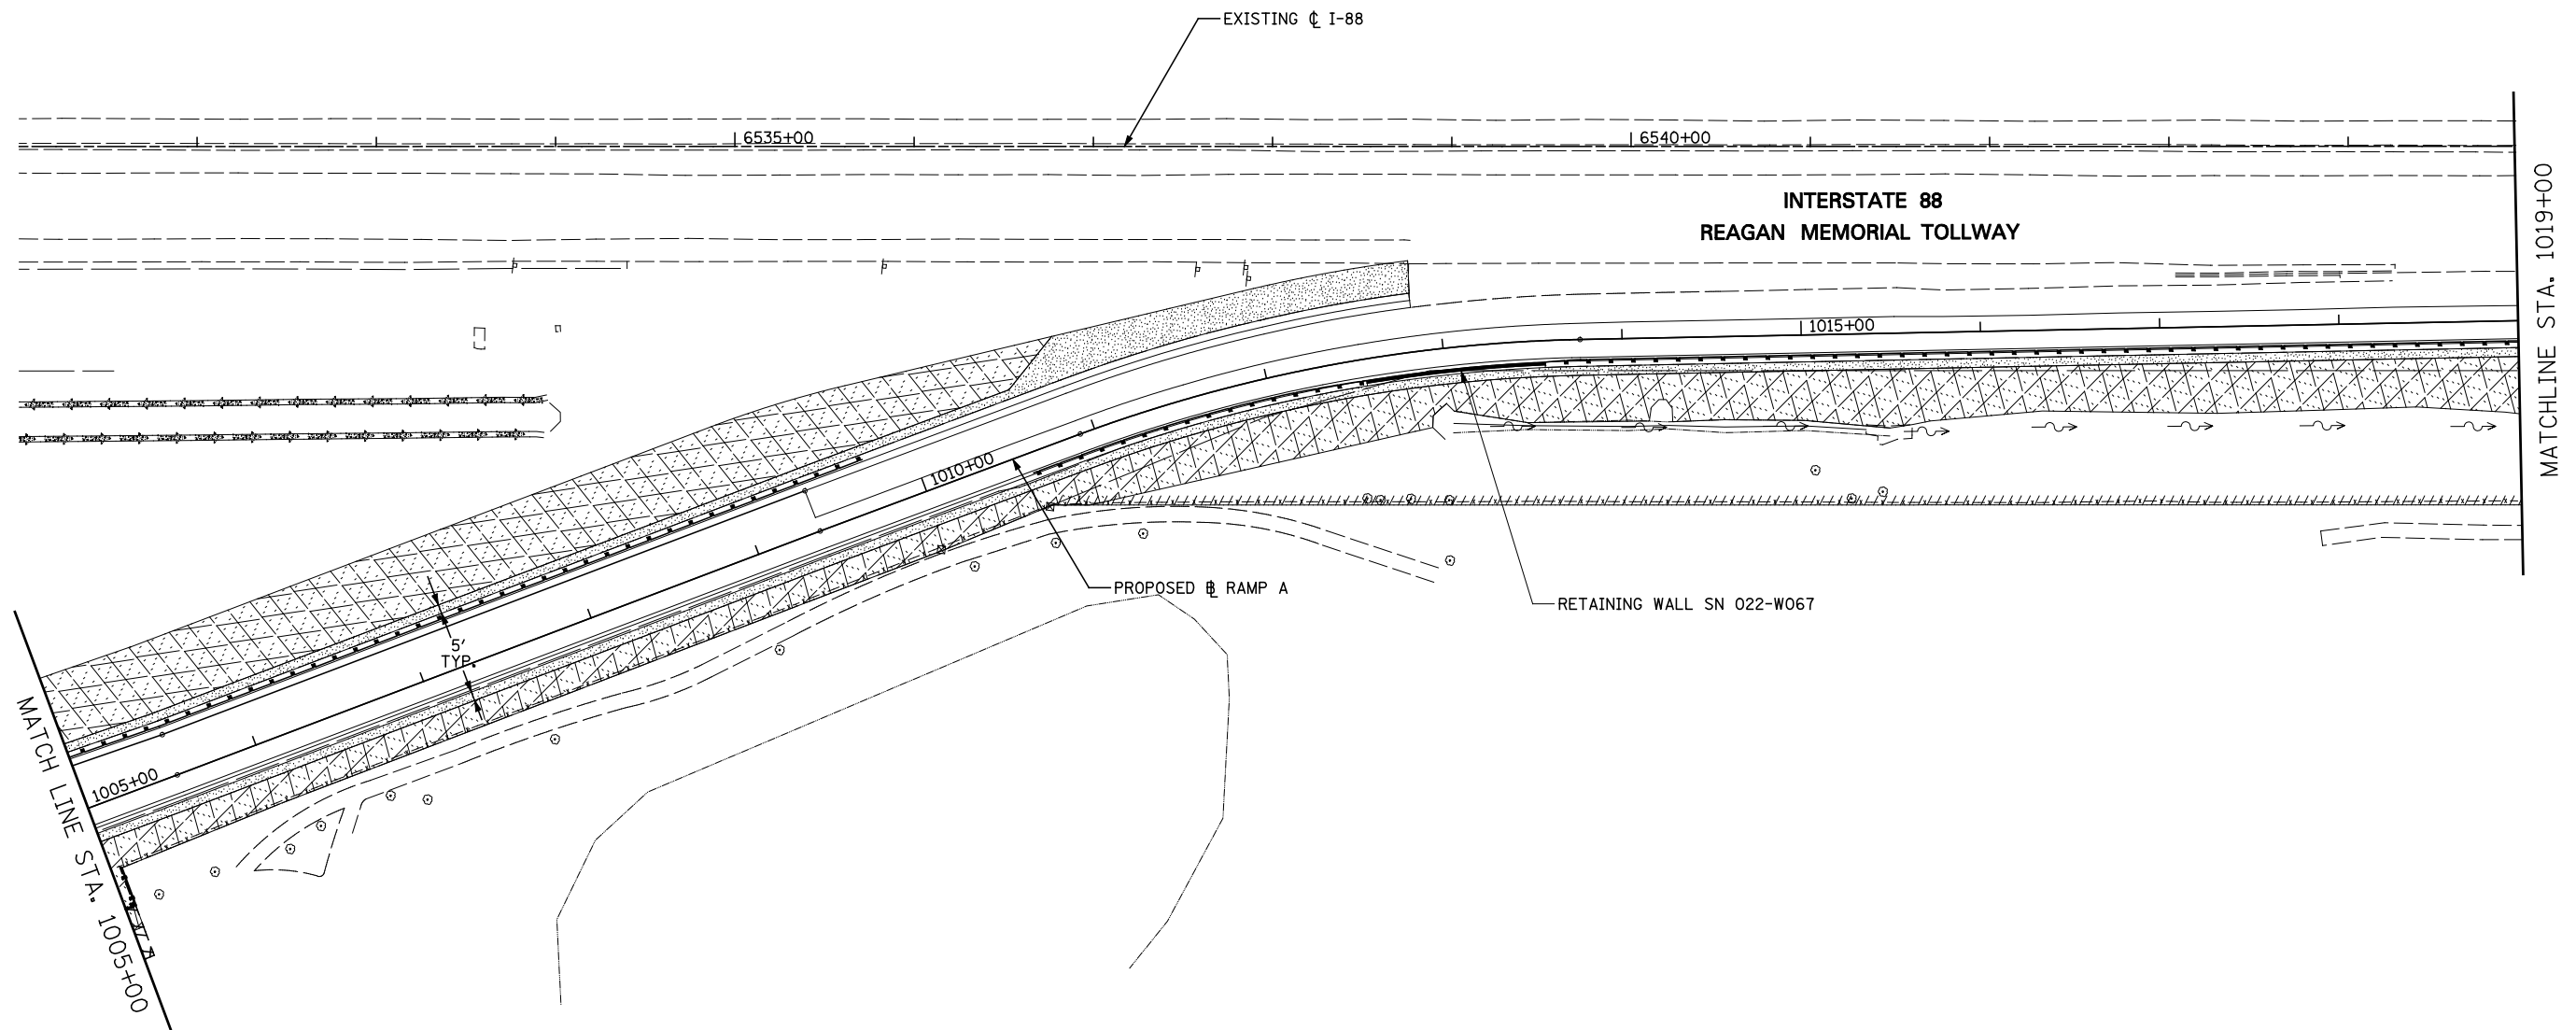 EXISTING ℄ I-88
6535+00
6540+00
INTERSTATE 88
REAGAN MEMORIAL TOLLWAY
MATCHLINE STA. 1019+00
1015+00
1010+00
PROPOSED B͟L RAMP A
RETAINING WALL SN 022-W067
5'
TYP.
1005+00
MATCH LINE STA. 1005+00